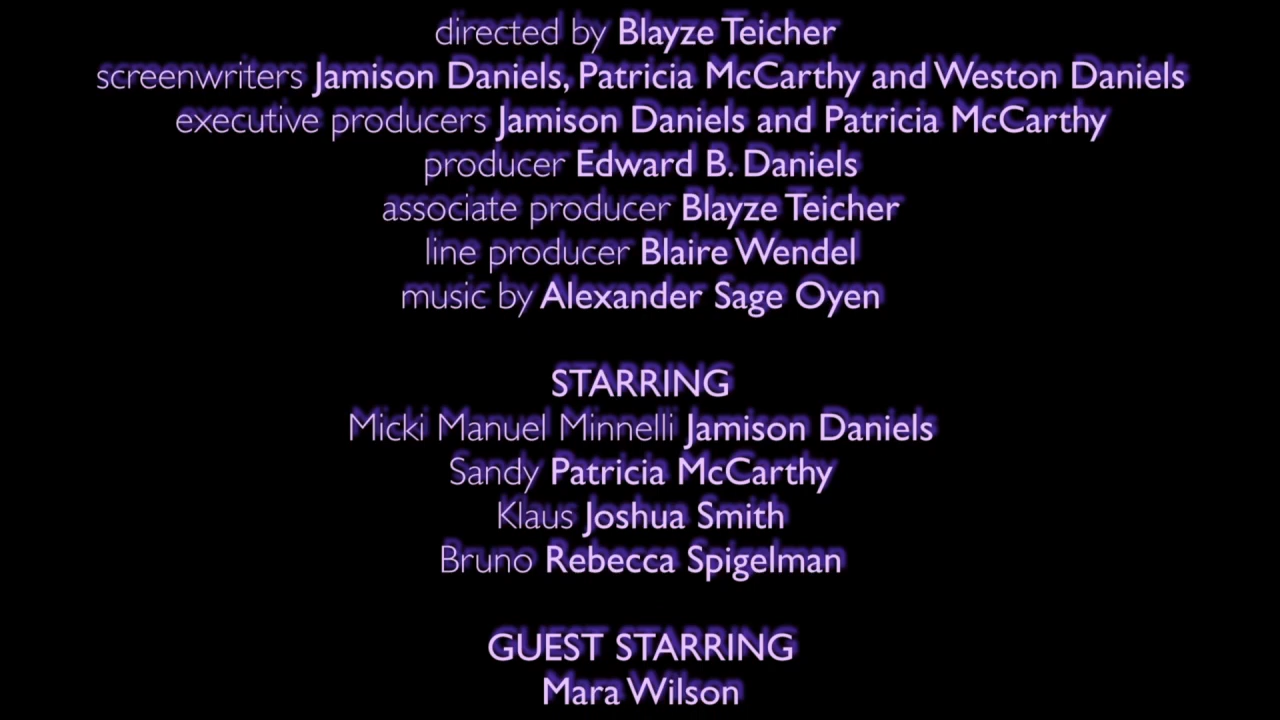 directed by Blayze Teicher
screenwriters Jamison Daniels, Patricia McCarthy and Weston Daniels
executive producers Jamison Daniels and Patricia McCarthy
producer Edward B. Daniels
associate producer Blayze Teicher
line producer Blaire Wendel
music by Alexander Sage Oyen
STARRING
Micki Manuel Minnelli Jamison Daniels
Sandy Patricia McCarthy
Klaus Joshua Smith
Bruno Rebecca Spigelman
GUEST STARRING
Mara Wilson